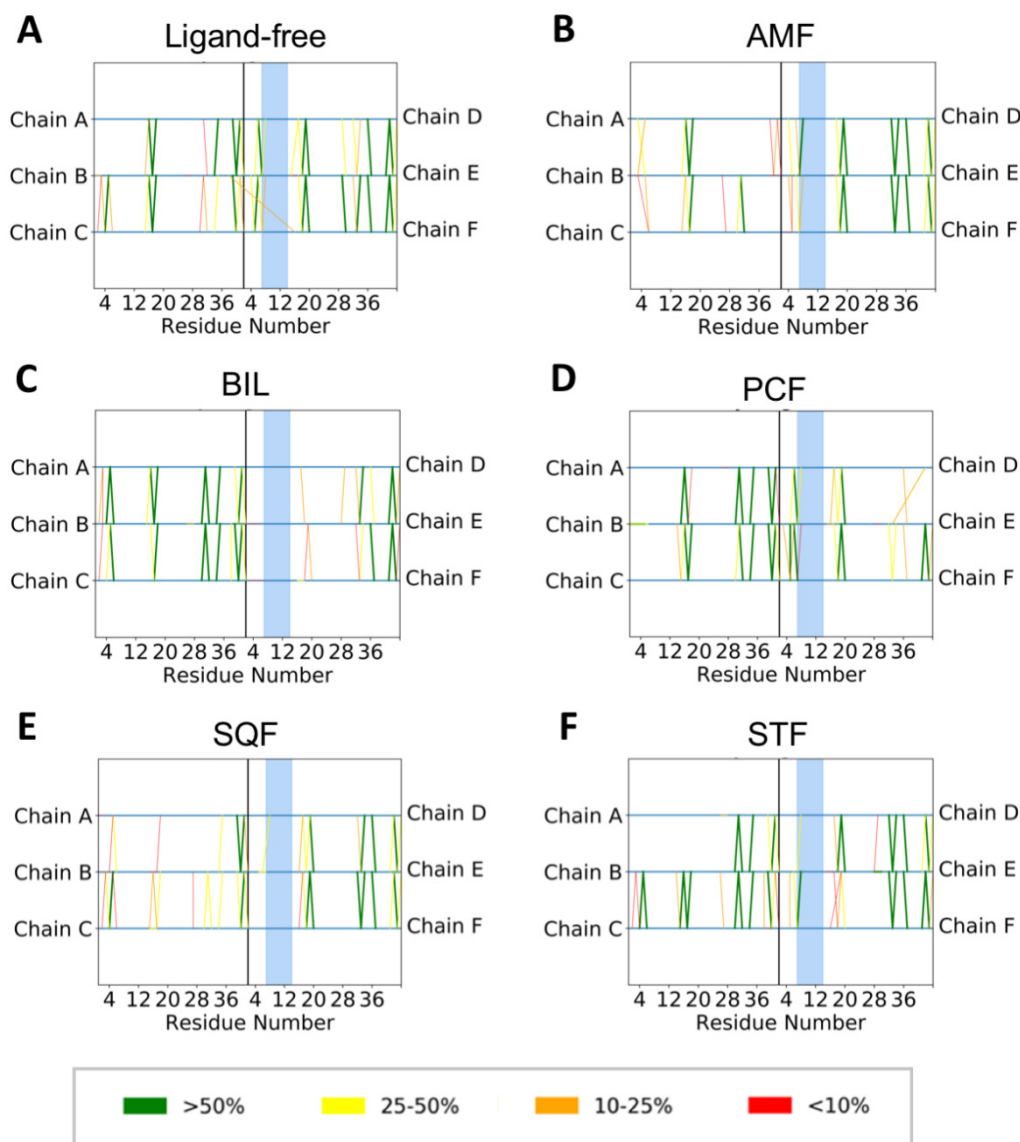 A
Ligand-free
Chain A
Chain B
Chain C
Chain D
Chain E
Chain F
4 12 20 28 36 4 12 20 28 36
Residue Number
B
AMF
Chain A
Chain B
Chain C
Chain D
Chain E
Chain F
4 12 20 28 36 4 12 20 28 36
Residue Number
C
BIL
Chain A
Chain B
Chain C
Chain D
Chain E
Chain F
4 12 20 28 36 4 12 20 28 36
Residue Number
D
PCF
Chain A
Chain B
Chain C
Chain D
Chain E
Chain F
4 12 20 28 36 4 12 20 28 36
Residue Number
E
SQF
Chain A
Chain B
Chain C
Chain D
Chain E
Chain F
4 12 20 28 36 4 12 20 28 36
Residue Number
F
STF
Chain A
Chain B
Chain C
Chain D
Chain E
Chain F
4 12 20 28 36 4 12 20 28 36
Residue Number
>50% 25-50% 10-25% <10%